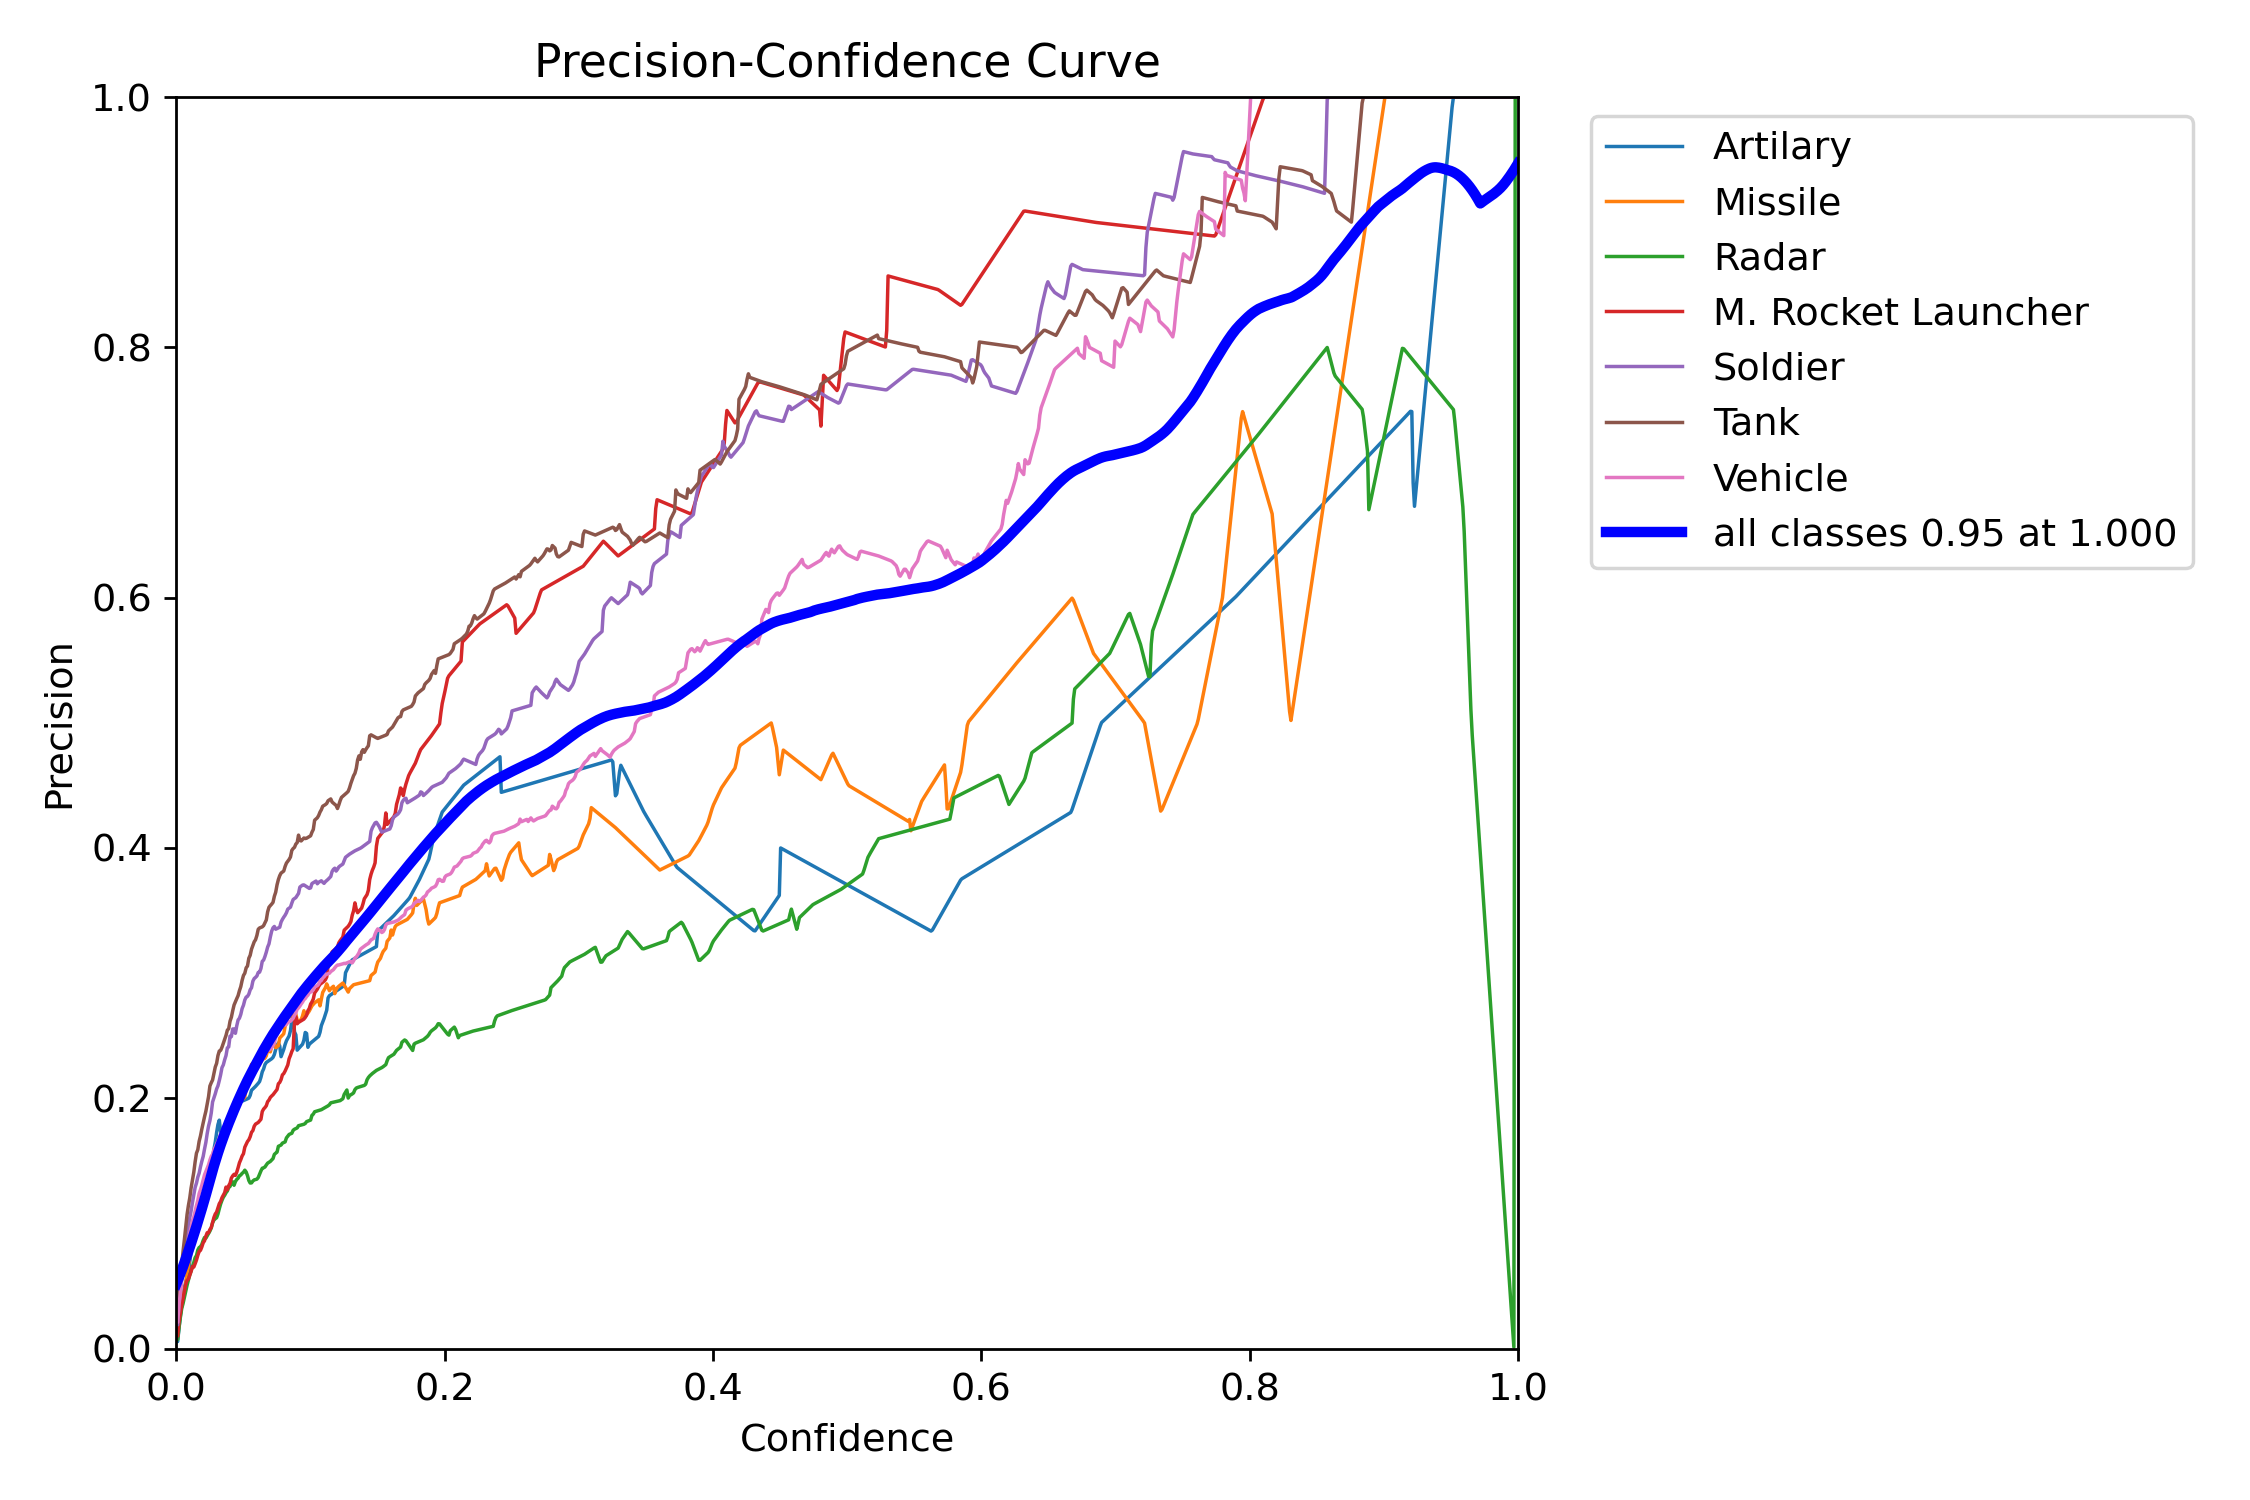 Precision-Confidence Curve
1.0
0.8
0.6
0.4
0.2
0.0
Precision
0.0 0.2 0.4 0.6 0.8 1.0
Confidence
Artilary
Missile
Radar
M. Rocket Launcher
Soldier
Tank
Vehicle
all classes 0.95 at 1.000